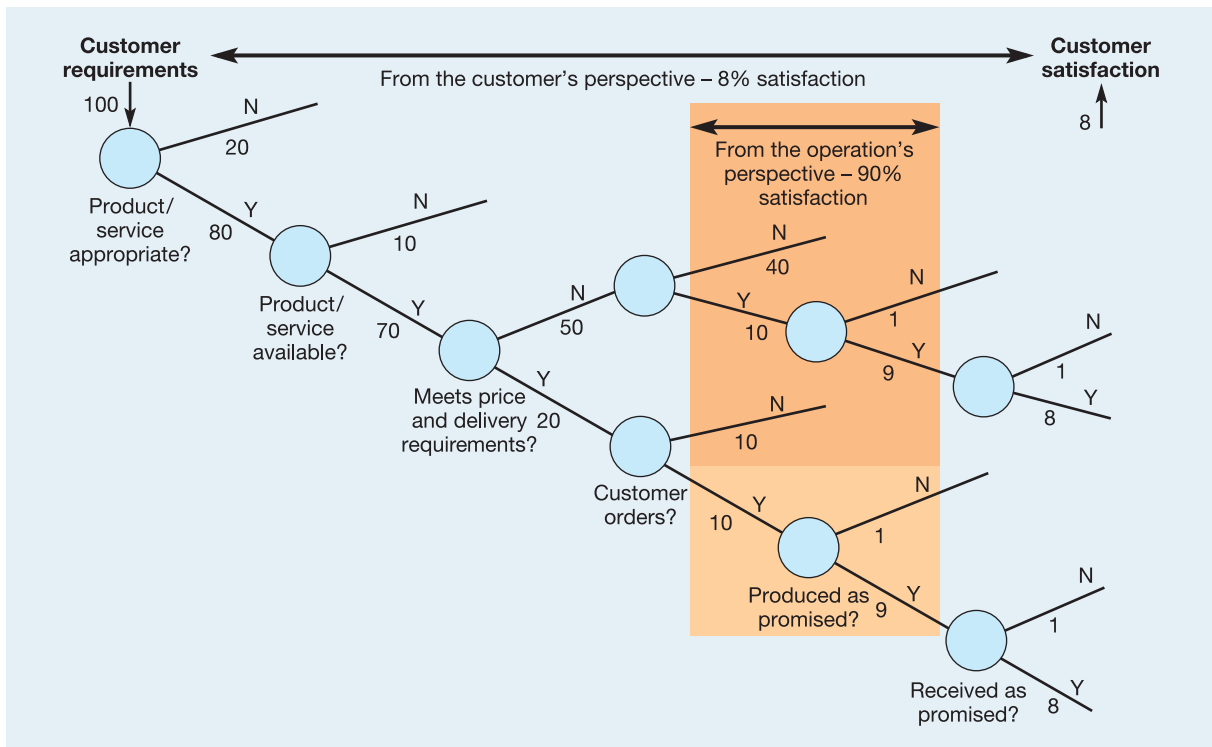 Customer
requirements
From the customer's perspective – 8% satisfaction
Customer
satisfaction
100
8
N
20
Product/
service
appropriate?
Y
80
N
10
Product/
service
available?
Y
70
From the operation's
perspective – 90%
satisfaction
N
50
N
40
Y
10
N
1
Y
9
N
1
Y
8
Meets price
and delivery
requirements?
Y
20
N
10
Customer
orders?
Y
10
N
1
Produced as
promised?
Y
9
N
1
Received as
promised?
Y
8